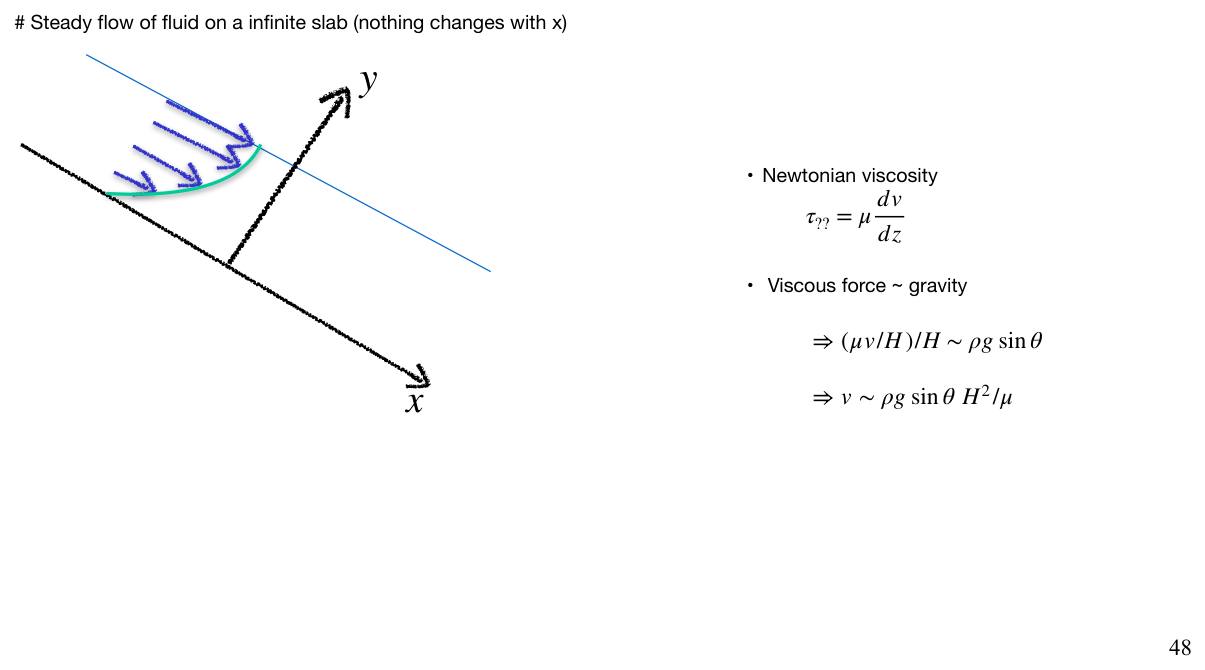 # Steady flow of fluid on a infinite slab (nothing changes with x)
y
x
• Newtonian viscosity
τ?? = μ dv/dz
• Viscous force ~ gravity
⇒ (μv/H)/H ∼ ρg sin θ
⇒ v ∼ ρg sin θ H²/μ
48